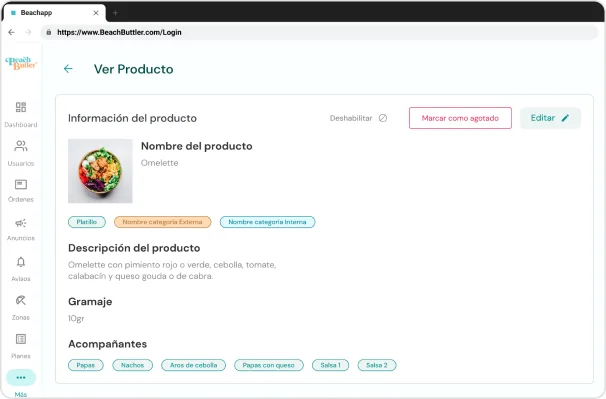 Beachapp
https://www.BeachButtler.com/Login
Beach
Buttler
Ver Producto
Dashboard
Usuarios
Órdenes
Anuncios
Avisos
Zonas
Planes
Más
Información del producto
Deshabilitar
Marcar como agotado
Editar
Nombre del producto
Omelette
Platillo
Nombre categoría Externa
Nombre categoría Interna
Descripción del producto
Omelette con pimiento rojo o verde, cebolla, tomate,
calabacín y queso gouda o de cabra.
Gramaje
10gr
Acompañantes
Papas
Nachos
Aros de cebolla
Papas con queso
Salsa 1
Salsa 2